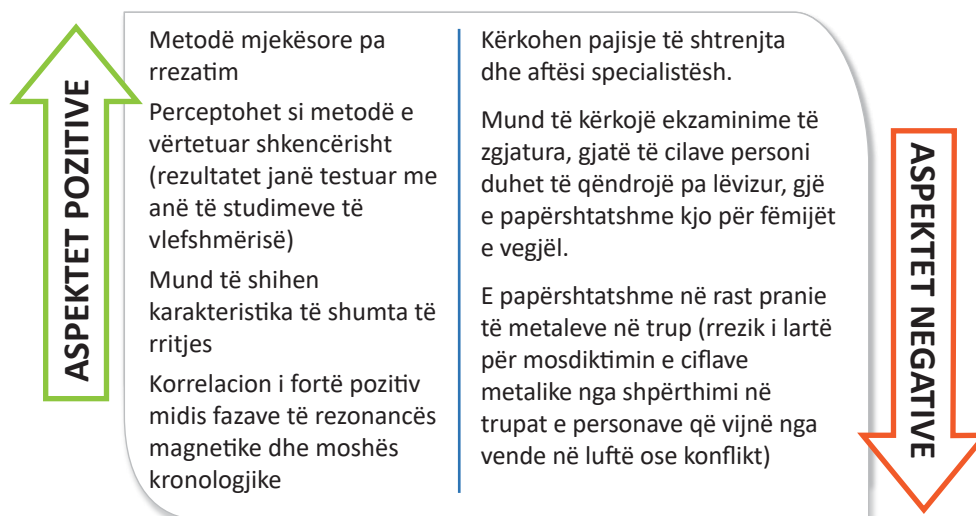 ASPEKTET POZITIVE
Metodë mjekësore pa
rrezatim
Perceptohet si metodë e
vërtetuar shkencërisht
(rezultatet janë testuar me
anë të studimeve të
vlefshmërisë)
Mund të shihen
karakteristika të shumta të
rritjes
Korrelacion i fortë pozitiv
midis fazave të rezonancës
magnetike dhe moshës
kronologjike
Kërkohen pajisje të shtrenjta
dhe aftësi specialistësh.
Mund të kërkojë ekzaminime të
zgjatura, gjatë të cilave personi
duhet të qëndrojë pa lëvizur, gjë
e papërshtatshme kjo për fëmijët
e vegjël.
E papërshtatshme në rast pranie
të metaleve në trup (rrezik i lartë
për mosdiktimin e ciflave
metalike nga shpërthimi në
trupat e personave që vijnë nga
vende në luftë ose konflikt)
ASPEKTET NEGATIVE